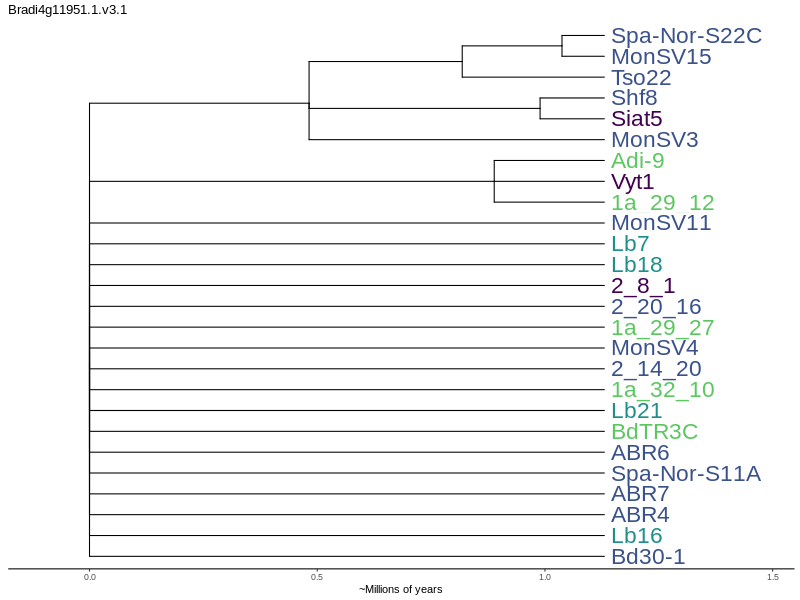 Bradi4g11951.1.v3.1
Spa-Nor-S22C
MonSV15
Tso22
Shf8
Siat5
MonSV3
Adi-9
Vyt1
1a_29_12
MonSV11
Lb7
Lb18
2_8_1
2_20_16
1a_29_27
MonSV4
2_14_20
1a_32_10
Lb21
BdTR3C
ABR6
Spa-Nor-S11A
ABR7
ABR4
Lb16
Bd30-1
0.0 0.5 1.0 1.5
~Millions of years